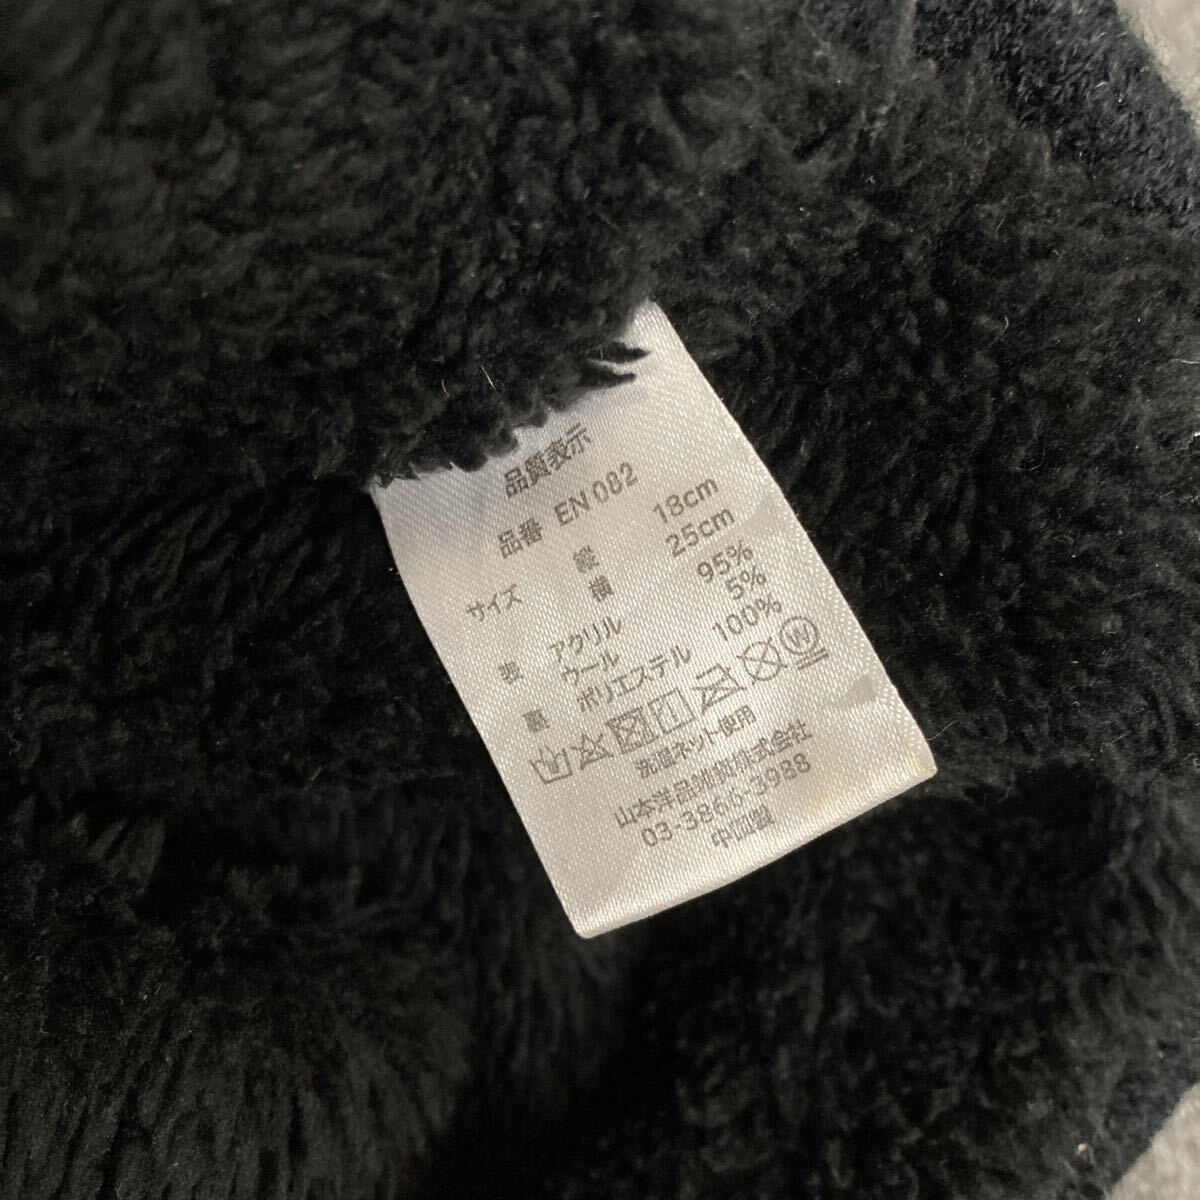 品質表示
品番 EN 082
サイズ 縦 18cm
横 25cm
表 アクリル 95%
ウール 5%
裏 ポリエステル 100%
洗濯ネット使用
山本洋品雑貨株式会社
03-3866-3988
中国製